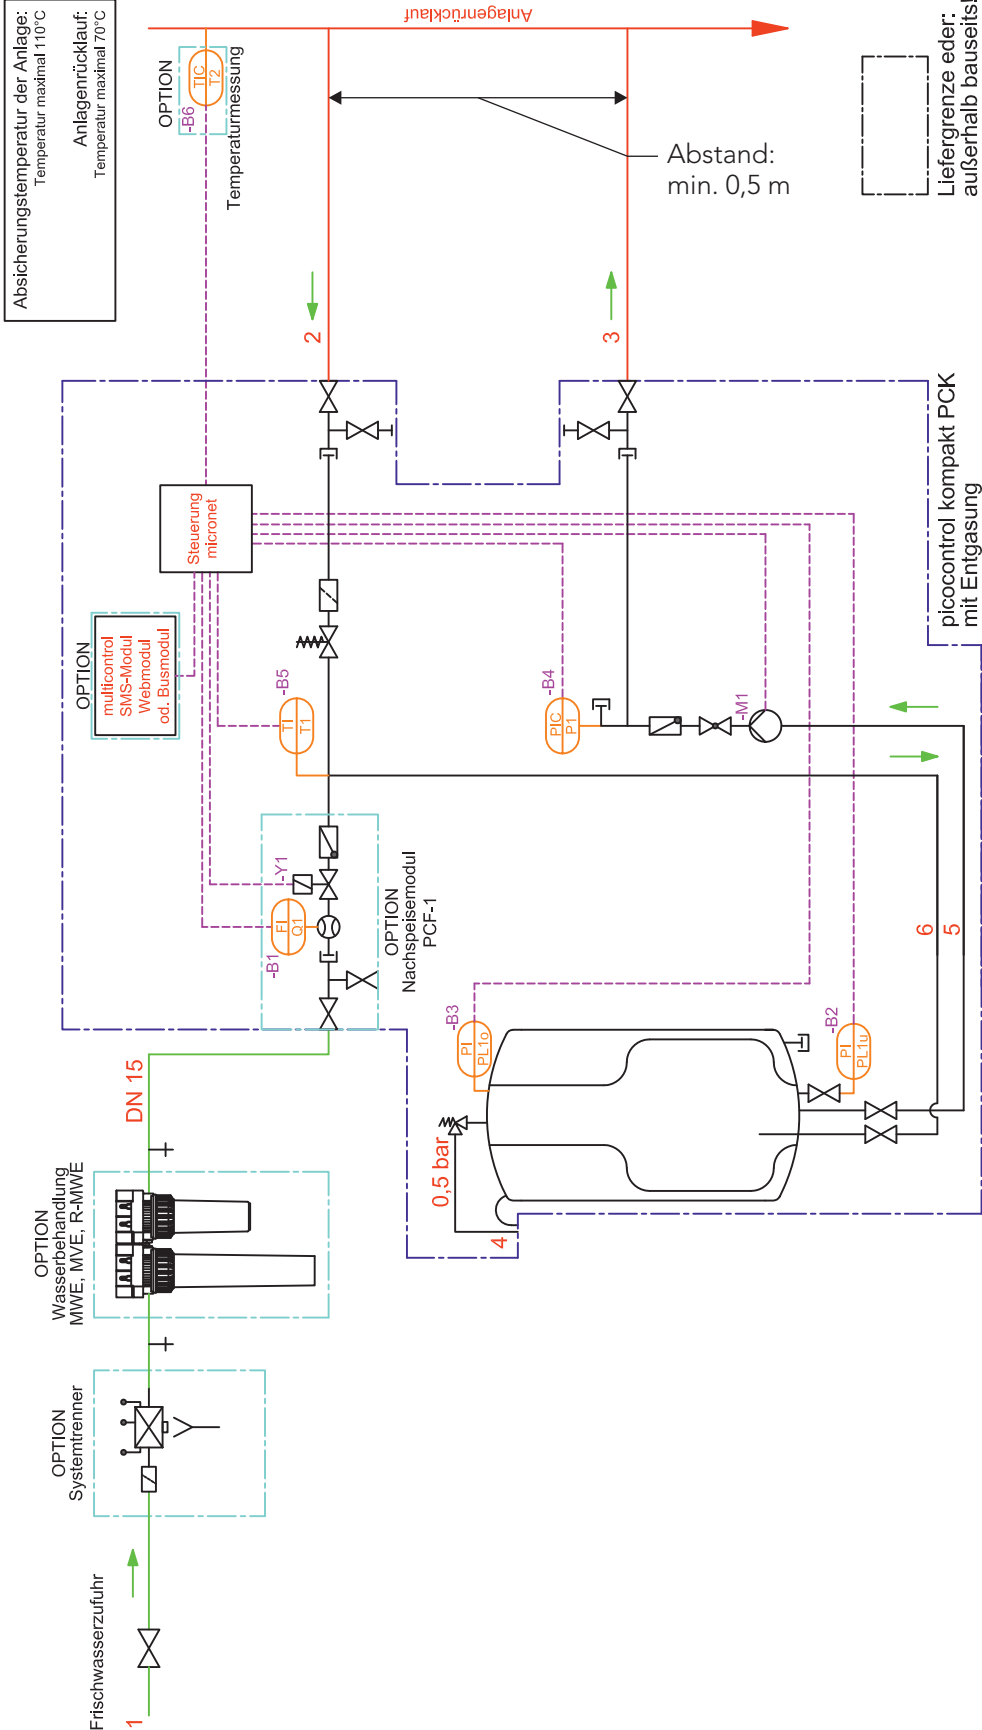 Absicherungstemperatur der Anlage:
Temperatur maximal 110°C
Anlagenrücklauf:
Temperatur maximal 70°C
Anlagenrücklauf
OPTION
TIC
T2
-B6
Temperaturmessung
Abstand:
min. 0,5 m
Liefergrenze eder:
außerhalb bauseits!
2
3
Steuerung
micronet
OPTION
multicontrol
SMS-Modul
Webmodul
od. Busmodul
picocontrol kompakt PCK
mit Entgasung
-B5
TI
T1
-B4
PIC
P1
-M1
-Y1
-B1
FI
Q1
OPTION
Nachspeisemodul
PCF-1
6
5
-B3
PI
PL1o
-B2
PI
PL1u
0,5 bar
4
DN 15
OPTION
Wasserbehandlung
MWE, MVE, R-MWE
OPTION
Systemtrenner
Frischwasserzufuhr
1